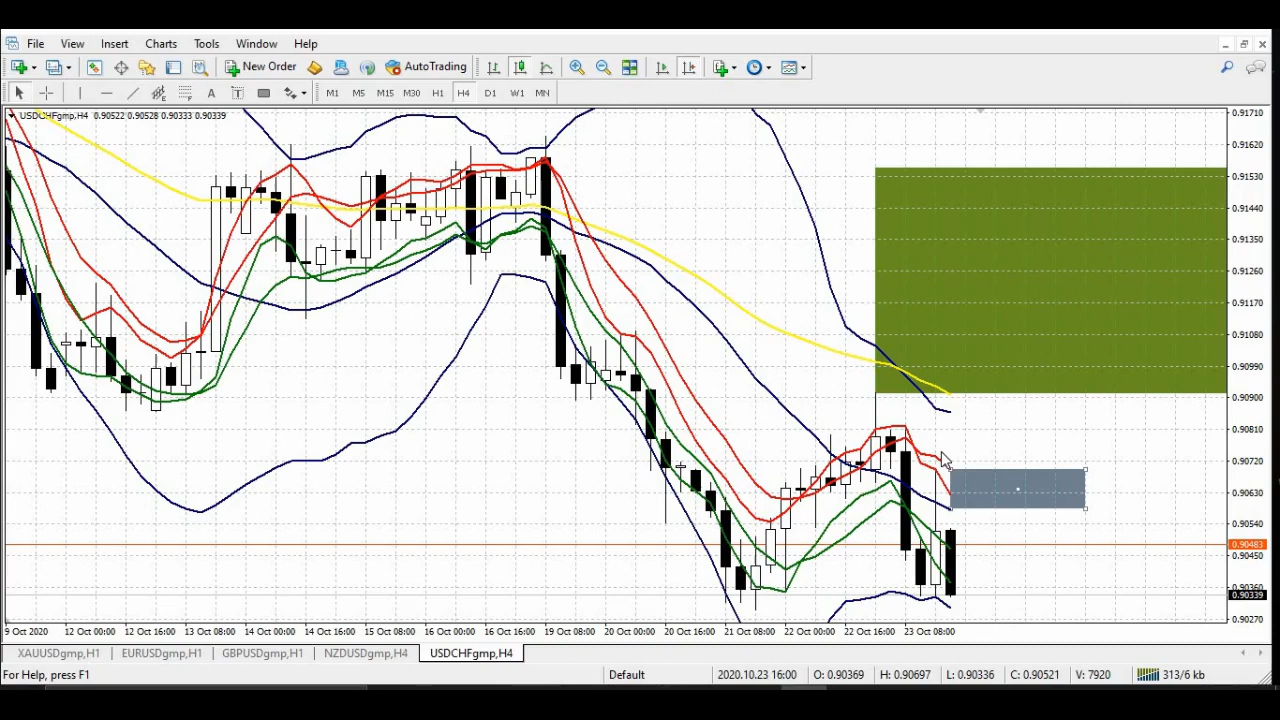 File View Insert Charts Tools Window Help
New Order AutoTrading
A T M1 M5 M15 M30 H1 H4 D1 W1 MN
USDCHFgmp,H4 0.90522 0.90528 0.90333 0.90339
0.91710
0.91620
0.91530
0.91440
0.91350
0.91260
0.91170
0.91080
0.90990
0.90900
0.90810
0.90720
0.90630
0.90540
0.90483
0.90450
0.90360
0.90339
0.90270
9 Oct 2020 12 Oct 00:00 12 Oct 16:00 13 Oct 08:00 14 Oct 00:00 14 Oct 16:00 15 Oct 08:00 16 Oct 00:00 16 Oct 16:00 19 Oct 08:00 20 Oct 00:00 20 Oct 16:00 21 Oct 08:00 22 Oct 00:00 22 Oct 16:00 23 Oct 08:00
XAUUSDgmp,H1 EURUSDgmp,H1 GBPUSDgmp,H1 NZDUSDgmp,H4 USDCHFgmp,H4
For Help, press F1 Default 2020.10.23 16:00 O: 0.90369 H: 0.90697 L: 0.90336 C: 0.90521 V: 7920 313/6 kb